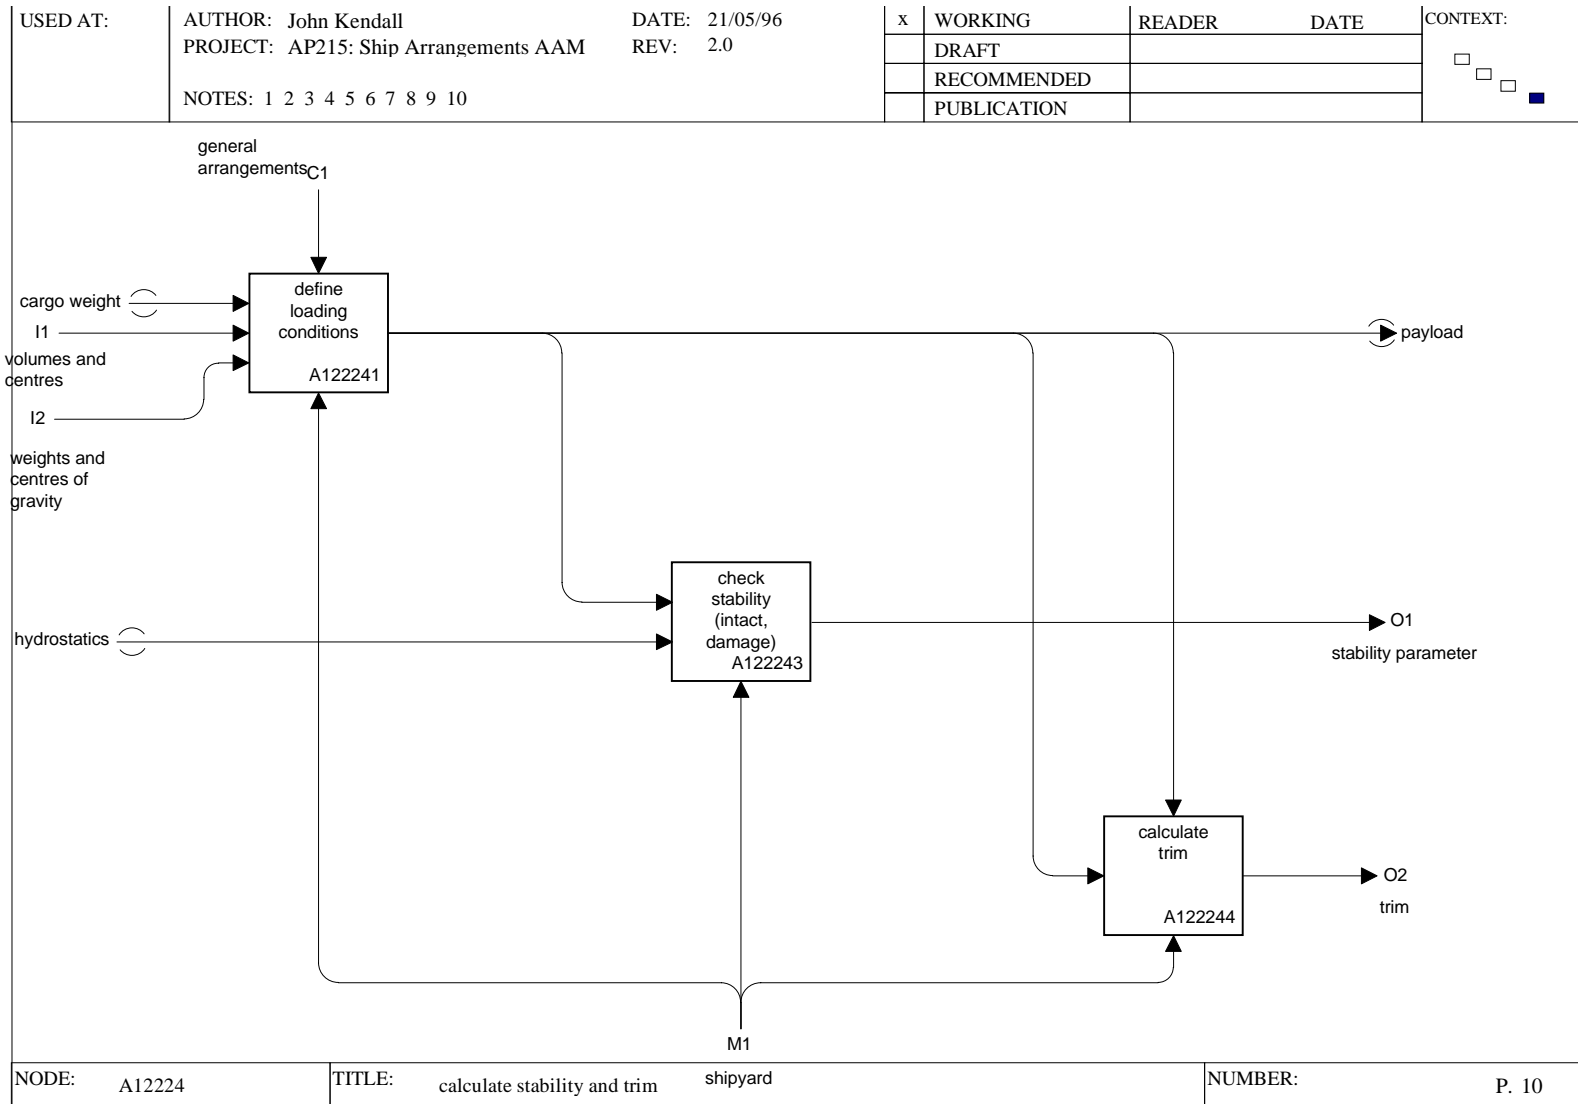 USED AT:
AUTHOR: John Kendall
DATE: 21/05/96
PROJECT: AP215: Ship Arrangements AAM
REV: 2.0
NOTES: 1 2 3 4 5 6 7 8 9 10
x WORKING
DRAFT
RECOMMENDED
PUBLICATION
READER DATE
CONTEXT:
general
arrangements
C1
define
loading
conditions
A122241
cargo weight
I1
volumes and
centres
I2
weights and
centres of
gravity
payload
check
stability
(intact,
damage)
A122243
hydrostatics
O1
stability parameter
calculate
trim
A122244
O2
trim
M1
shipyard
NODE: A12224
TITLE: calculate stability and trim
NUMBER:
P. 10